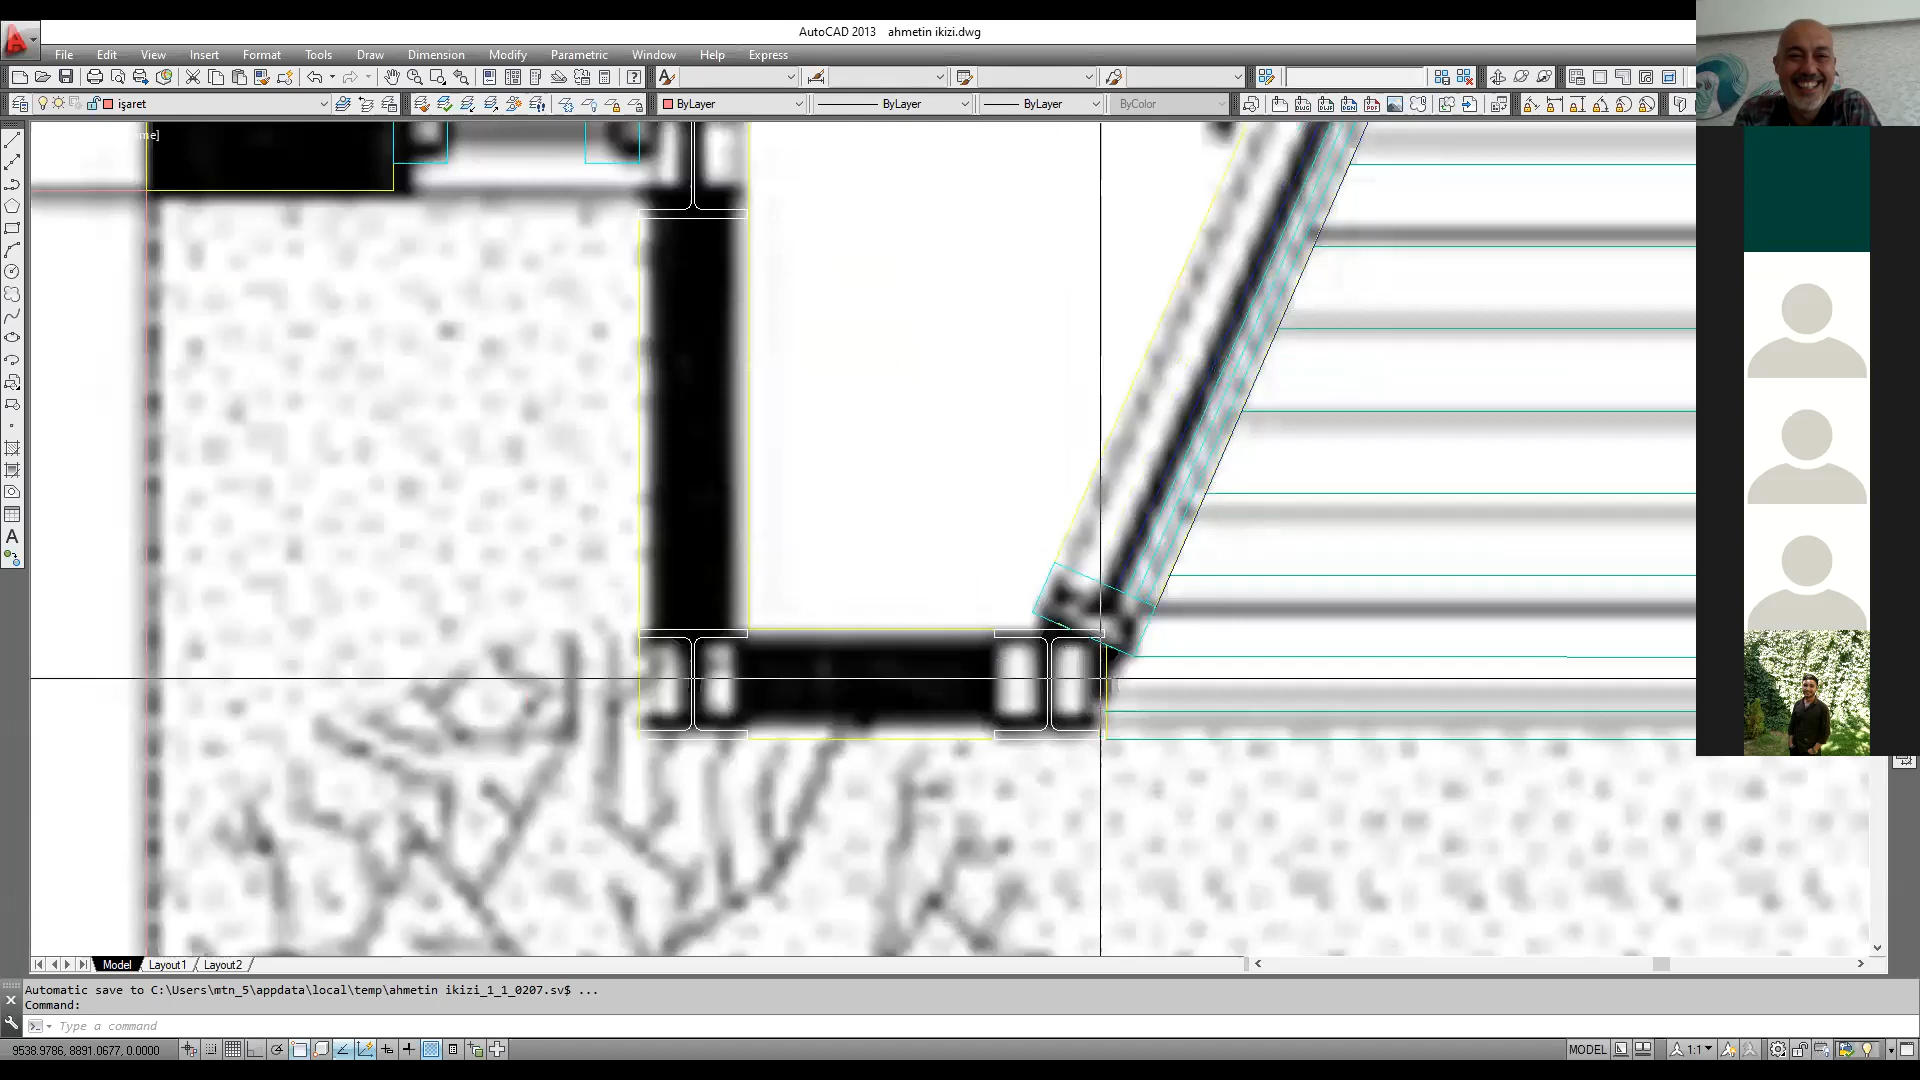 AutoCAD 2013 ahmetin ikizi.dwg
File Edit View Insert Format Tools Draw Dimension Modify Parametric Window Help Express
işaret ByLayer ByLayer ByLayer ByColor
me]
Model Layout1 Layout2
Automatic save to C:\Users\mtn_5\appdata\local\temp\ahmetin ikizi_1_1_0207.sv$ ...
Command:
Type a command
9538.9786, 8891.0677, 0.0000 MODEL 1:1